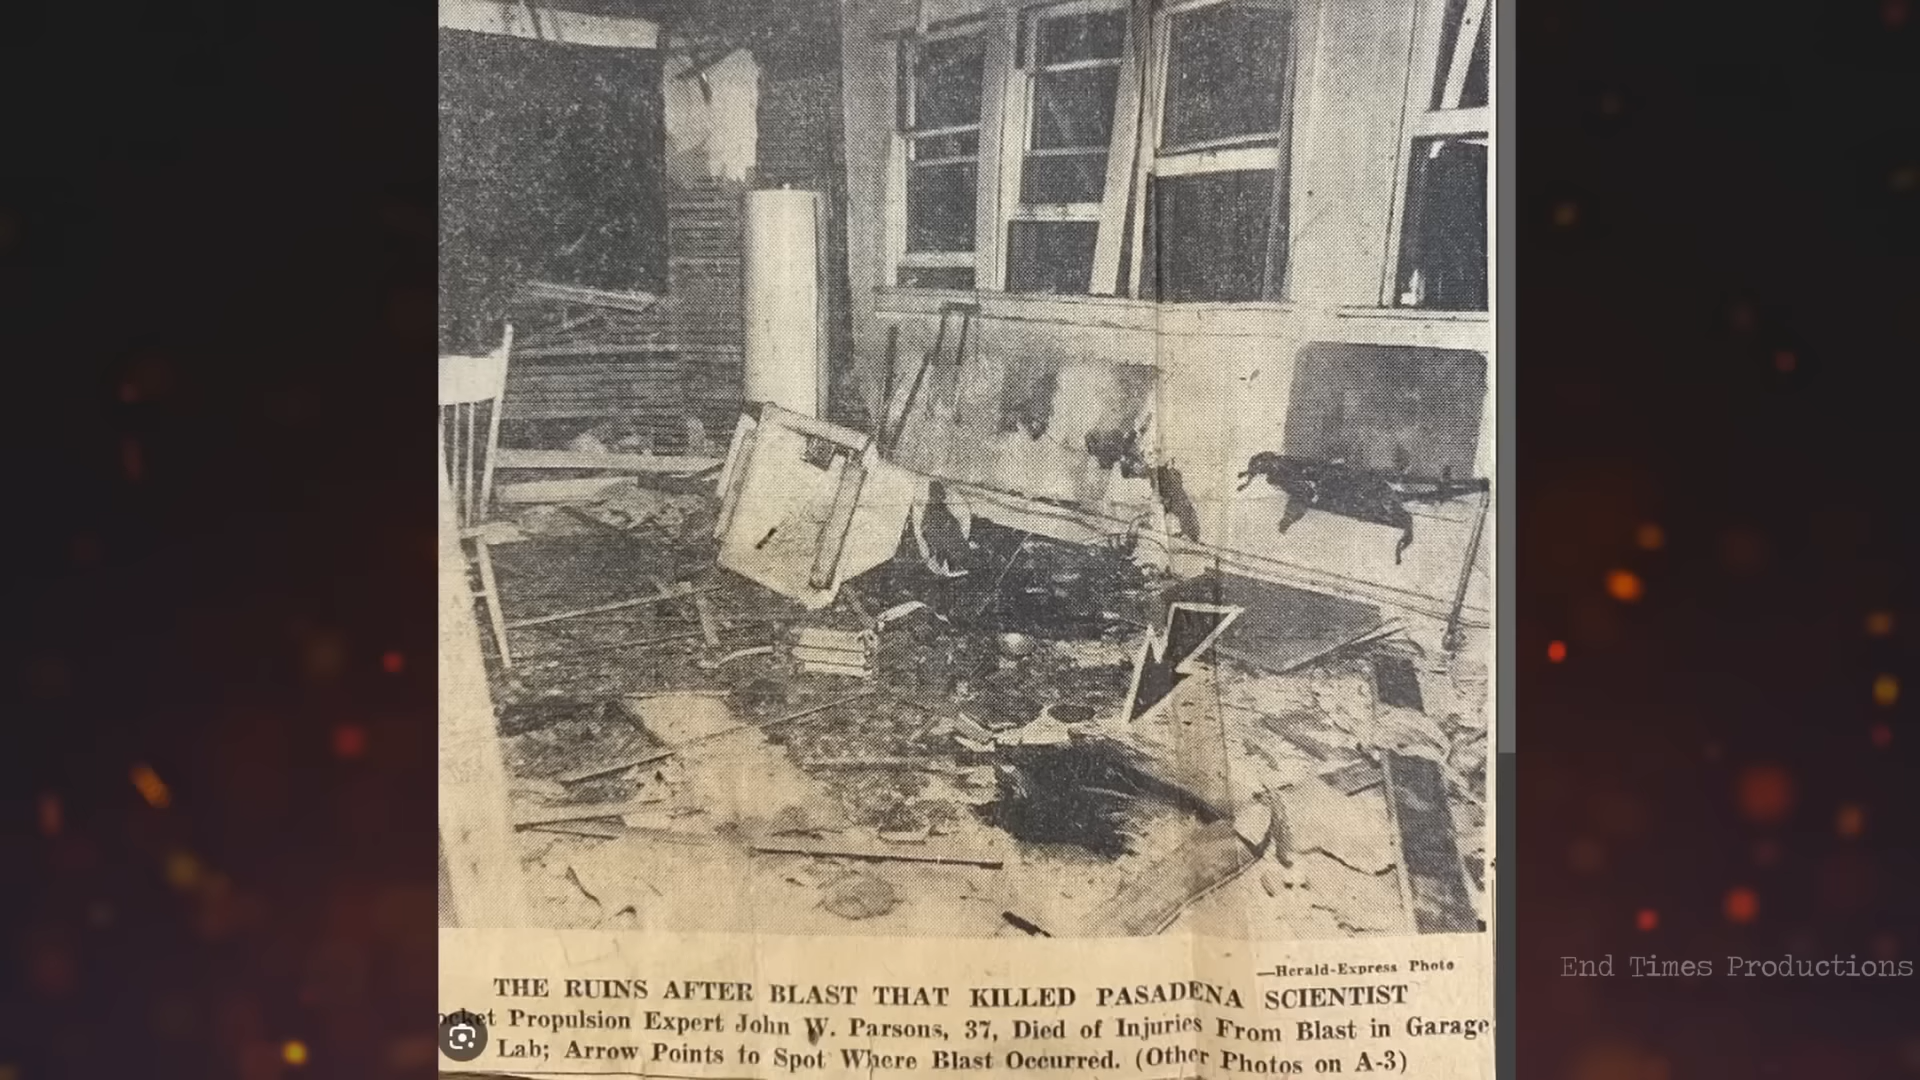 —Herald-Express Photo
THE RUINS AFTER BLAST THAT KILLED PASADENA SCIENTIST
Propulsion Expert John W. Parsons, 37, Died of Injuries From Blast in Garage
Lab; Arrow Points to Spot Where Blast Occurred. (Other Photos on A-3)
End Times Productions